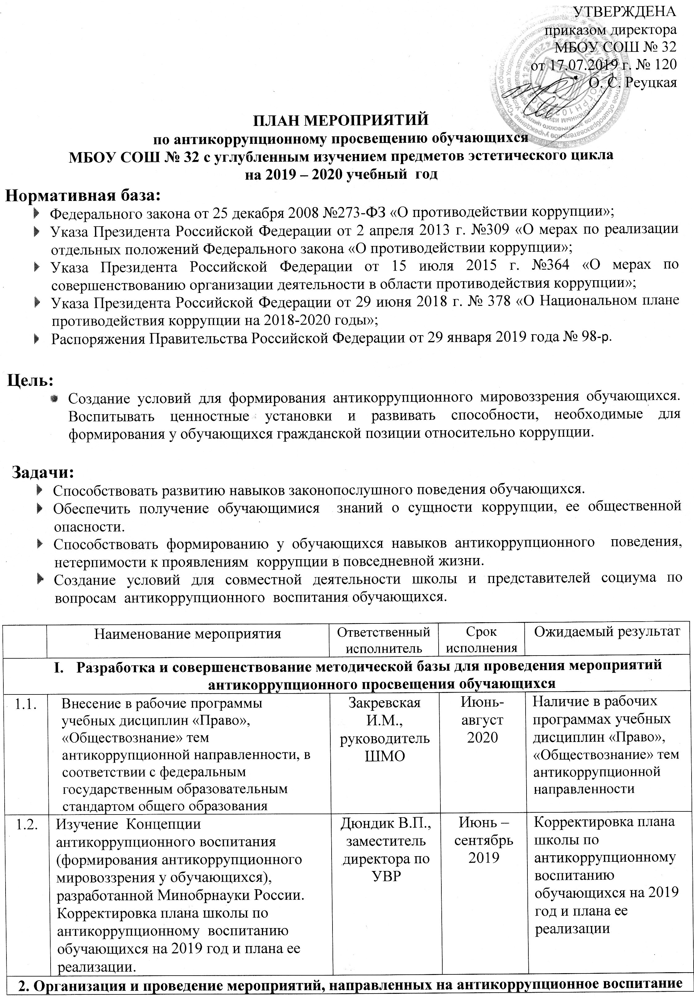 УТВЕРЖДЕНА
приказом директора
МБОУ СОШ № 32
от 17.07.2019 г. № 120
О. С. Реуцкая
ПЛАН МЕРОПРИЯТИЙ
по антикоррупционному просвещению обучающихся
МБОУ СОШ № 32 с углубленным изучением предметов эстетического цикла
на 2019 – 2020 учебный год
Нормативная база:
Федерального закона от 25 декабря 2008 №273-ФЗ «О противодействии коррупции»;
Указа Президента Российской Федерации от 2 апреля 2013 г. №309 «О мерах по реализации
отдельных положений Федерального закона «О противодействии коррупции»;
Указа Президента Российской Федерации от 15 июля 2015 г. №364 «О мерах по
совершенствованию организации деятельности в области противодействия коррупции»;
Указа Президента Российской Федерации от 29 июня 2018 г. № 378 «О Национальном плане
противодействия коррупции на 2018-2020 годы»;
Распоряжения Правительства Российской Федерации от 29 января 2019 года № 98-р.
Цель:
Создание условий для формирования антикоррупционного мировоззрения обучающихся.
Воспитывать ценностные установки и развивать способности, необходимые для
формирования у обучающихся гражданской позиции относительно коррупции.
Задачи:
Способствовать развитию навыков законопослушного поведения обучающихся.
Обеспечить получение обучающимися знаний о сущности коррупции, ее общественной
опасности.
Способствовать формированию у обучающихся навыков антикоррупционного поведения,
нетерпимости к проявлениям коррупции в повседневной жизни.
Создание условий для совместной деятельности школы и представителей социума по
вопросам антикоррупционного воспитания обучающихся.
Наименование мероприятия
Ответственный
исполнитель
Срок
исполнения
Ожидаемый результат
I. Разработка и совершенствование методической базы для проведения мероприятий
антикоррупционного просвещения обучающихся
1.1.
Внесение в рабочие программы
учебных дисциплин «Право»,
«Обществознание» тем
антикоррупционной направленности, в
соответствии с федеральным
государственным образовательным
стандартом общего образования
Закревская
И.М.,
руководитель
ШМО
Июнь-
август
2020
Наличие в рабочих
программах учебных
дисциплин «Право»,
«Обществознание» тем
антикоррупционной
направленности
1.2.
Изучение Концепции
антикоррупционного воспитания
(формирования антикоррупционного
мировоззрения у обучающихся),
разработанной Минобрнауки России.
Корректировка плана школы по
антикоррупционному воспитанию
обучающихся на 2019 год и плана ее
реализации.
Дюндик В.П.,
заместитель
директора по
УВР
Июнь –
сентябрь
2019
Корректировка плана
школы по
антикоррупционному
воспитанию
обучающихся на 2019
год и плана ее
реализации
2. Организация и проведение мероприятий, направленных на антикоррупционное воспитание